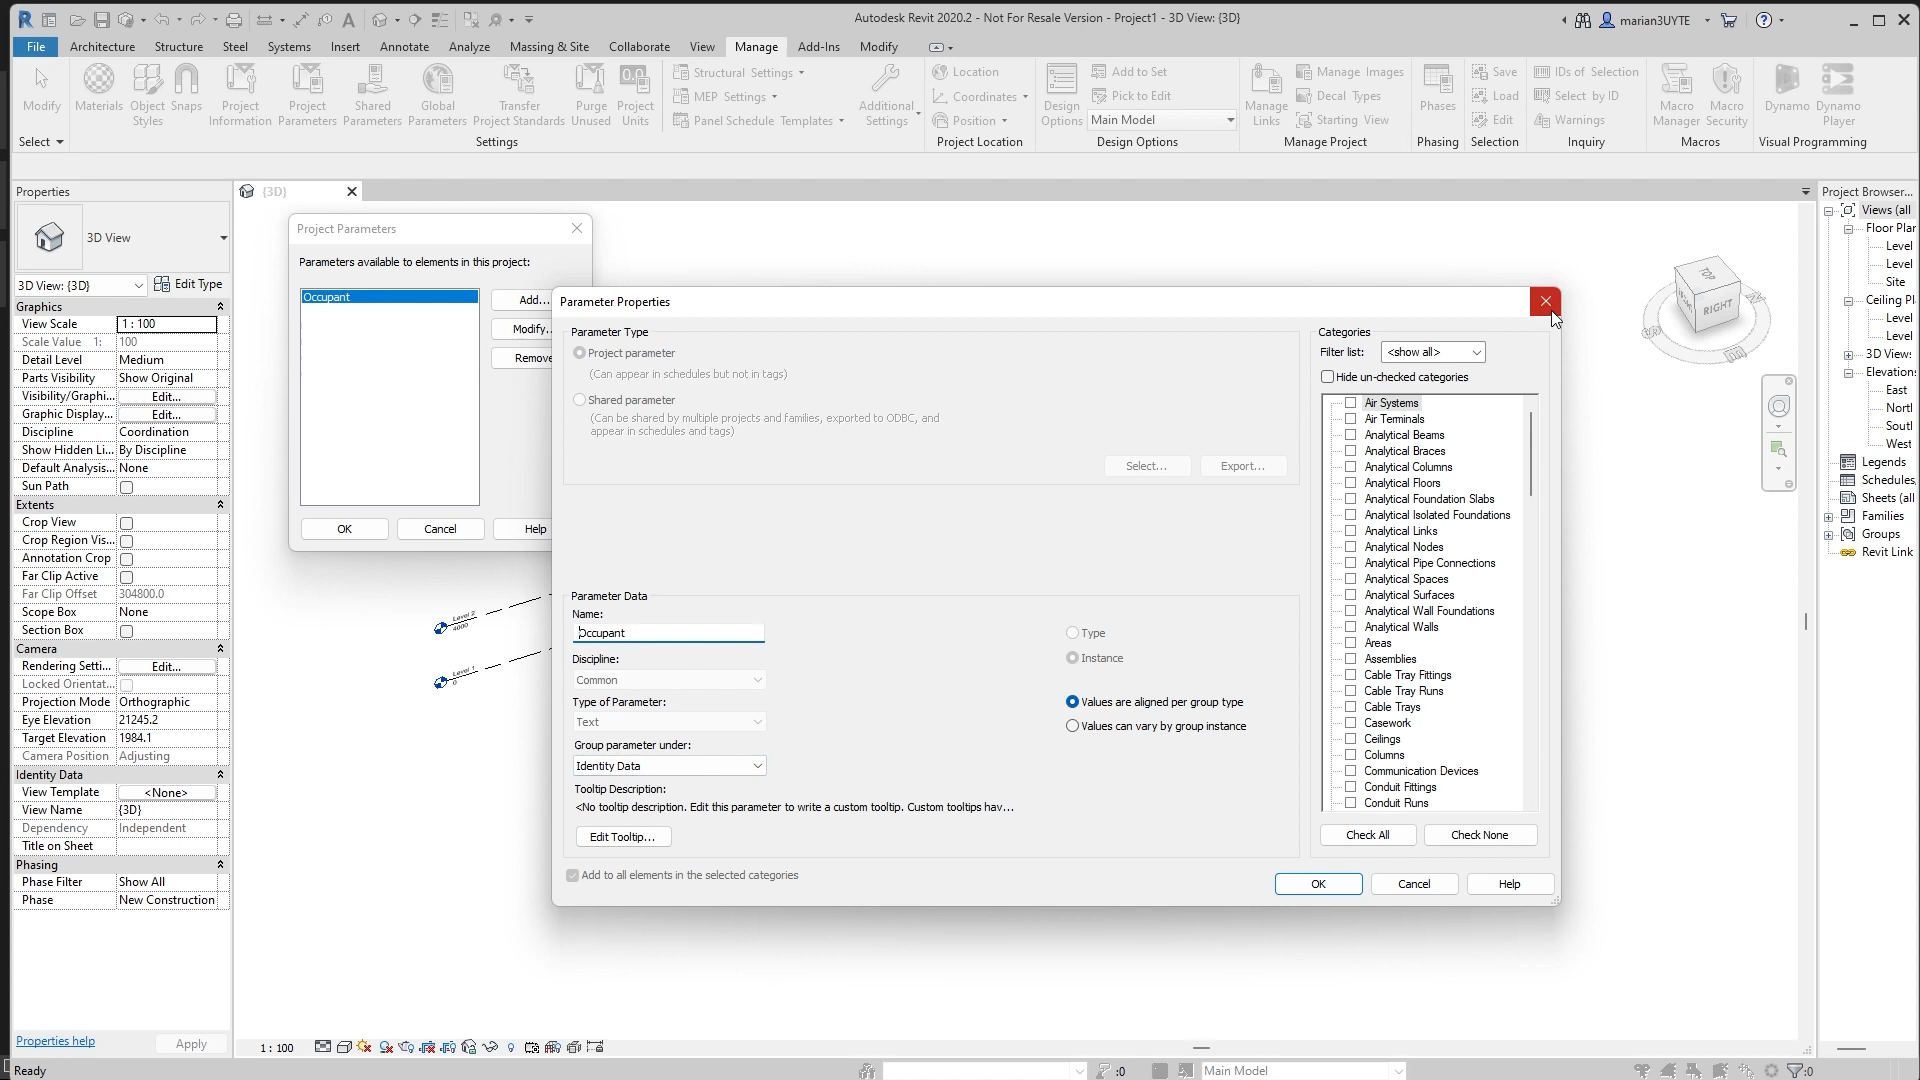 Autodesk Revit 2020.2 - Not For Resale Version - Project1 - 3D View: {3D}
marian3UYTE
File Architecture Structure Steel Systems Insert Annotate Analyze Massing & Site Collaborate View Manage Add-Ins Modify
Modify
Materials
Object Styles
Snaps
Project Information
Project Parameters
Shared Parameters
Global Parameters
Transfer Project Standards
Purge Unused
Project Units
Structural Settings
MEP Settings
Panel Schedule Templates
Additional Settings
Location
Coordinates
Position
Design Options
Add to Set
Pick to Edit
Main Model
Manage Links
Manage Images
Decal Types
Starting View
Phases
Save
Load
Edit
IDs of Selection
Select by ID
Warnings
Macro Manager
Macro Security
Dynamo
Dynamo Player
Select
Settings
Project Location
Design Options
Manage Project
Phasing
Selection
Inquiry
Macros
Visual Programming
Properties
3D View
3D View: {3D}
Edit Type
Graphics
View Scale 1 : 100
Scale Value 1: 100
Detail Level Medium
Parts Visibility Show Original
Visibility/Graphi... Edit...
Graphic Display... Edit...
Discipline Coordination
Show Hidden Li... By Discipline
Default Analysis... None
Sun Path
Extents
Crop View
Crop Region Vis...
Annotation Crop
Far Clip Active
Far Clip Offset 304800.0
Scope Box None
Section Box
Camera
Rendering Setti... Edit...
Locked Orientat...
Projection Mode Orthographic
Eye Elevation 21245.2
Target Elevation 1984.1
Camera Position Adjusting
Identity Data
View Template <None>
View Name {3D}
Dependency Independent
Title on Sheet
Phasing
Phase Filter Show All
Phase New Construction
Properties help
Apply
Ready
{3D}
Project Parameters
Parameters available to elements in this project:
Occupant
Add...
Modify..
Remove
OK Cancel Help
Level 2
4000
Level 1
0
Parameter Properties
Parameter Type
Project parameter
(Can appear in schedules but not in tags)
Shared parameter
(Can be shared by multiple projects and families, exported to ODBC, and
appear in schedules and tags)
Select... Export...
Parameter Data
Name:
Occupant
Discipline:
Common
Type of Parameter:
Text
Group parameter under:
Identity Data
Tooltip Description:
<No tooltip description. Edit this parameter to write a custom tooltip. Custom tooltips hav...
Edit Tooltip...
Type
Instance
Values are aligned per group type
Values can vary by group instance
Add to all elements in the selected categories
Categories
Filter list: <show all>
Hide un-checked categories
Air Systems
Air Terminals
Analytical Beams
Analytical Braces
Analytical Columns
Analytical Floors
Analytical Foundation Slabs
Analytical Isolated Foundations
Analytical Links
Analytical Nodes
Analytical Pipe Connections
Analytical Spaces
Analytical Surfaces
Analytical Wall Foundations
Analytical Walls
Areas
Assemblies
Cable Tray Fittings
Cable Tray Runs
Cable Trays
Casework
Ceilings
Columns
Communication Devices
Conduit Fittings
Conduit Runs
Check All Check None
OK Cancel Help
TOP
RIGHT
Project Browser...
Views (all
Floor Plar
Level
Level
Site
Ceiling Pl
Level
Level
3D Views
Elevations
East
North
South
West
Legends
Schedules,
Sheets (all
Families
Groups
Revit Link
1 : 100
:0
Main Model
:0